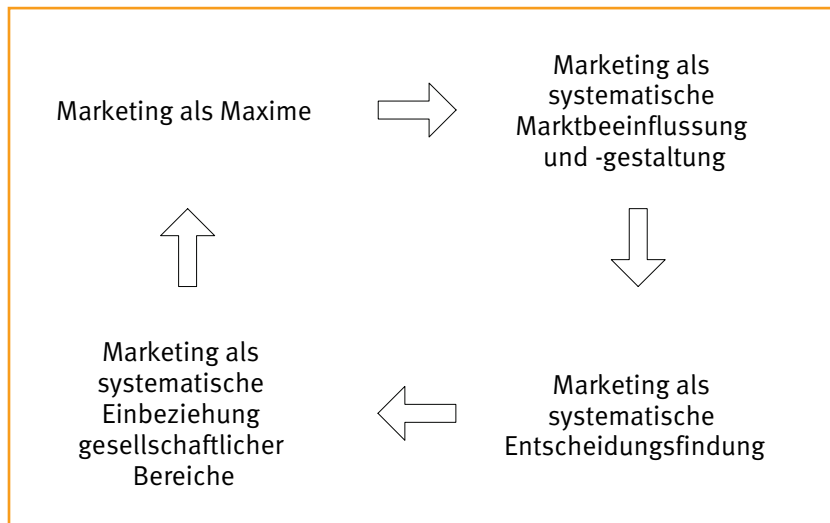 Marketing als Maxime
Marketing als
systematische
Marktbeeinflussung
und -gestaltung
Marketing als
systematische
Einbeziehung
gesellschaftlicher
Bereiche
Marketing als
systematische
Entscheidungsfindung